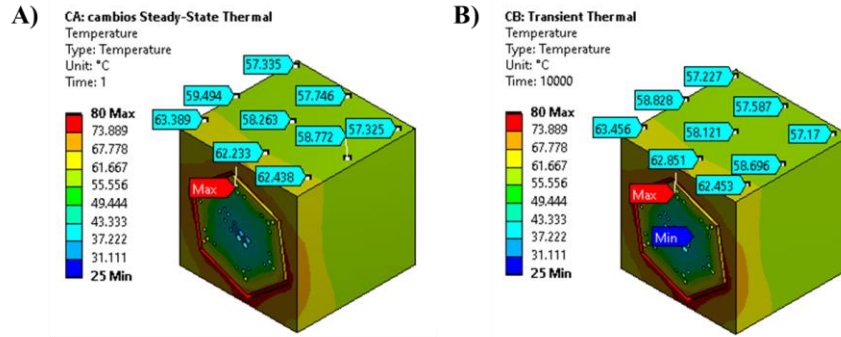 A)
CA: cambios Steady-State Thermal
Temperature
Type: Temperature
Unit: °C
Time: 1
80 Max
73.889
67.778
61.667
55.556
49.444
43.333
37.222
31.111
25 Min
57.335
59.494
57.746
63.389
58.263
57.325
58.772
62.233
62.438
Max
B)
CB: Transient Thermal
Temperature
Type: Temperature
Unit: °C
Time: 10000
80 Max
73.889
67.778
61.667
55.556
49.444
43.333
37.222
31.111
25 Min
57.227
58.828
57.587
63.456
58.121
57.17
62.851
58.696
62.453
Max
Min